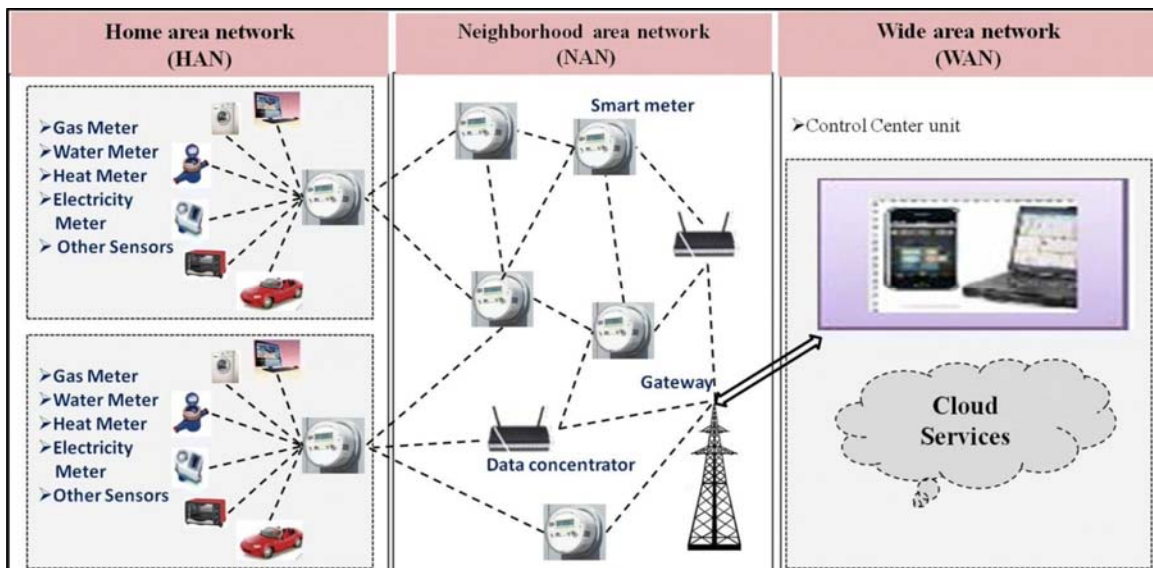 Home area network
(HAN)
Neighborhood area network
(NAN)
Wide area network
(WAN)
➢Gas Meter
➢Water Meter
➢Heat Meter
➢Electricity
Meter
➢ Other Sensors
➢Gas Meter
➢Water Meter
➢Heat Meter
➢Electricity
Meter
➢Other Sensors
Smart meter
Gateway
Data concentrator
➢Control Center unit
Cloud
Services